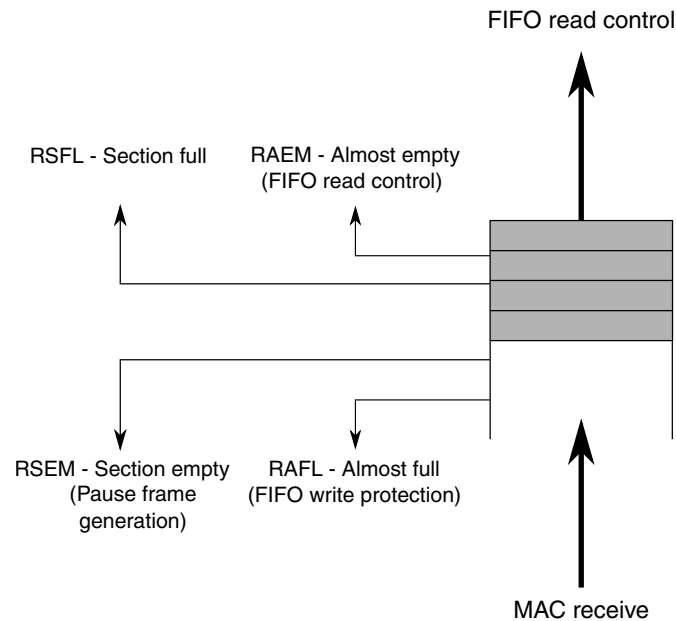 FIFO read control
RSFL - Section full
RAEM - Almost empty
(FIFO read control)
RSEM - Section empty
(Pause frame
generation)
RAFL - Almost full
(FIFO write protection)
MAC receive